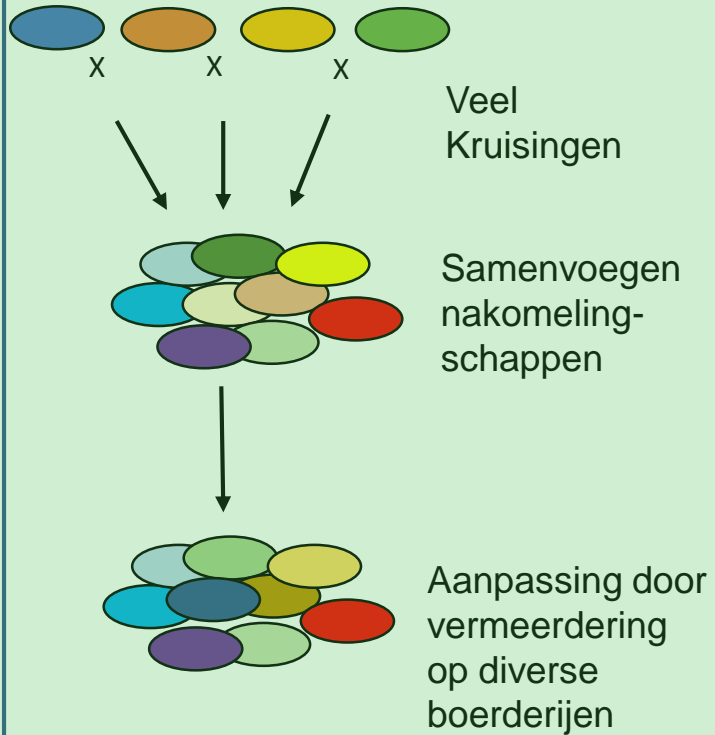 X X X
Veel
Kruisingen
Samenvoegen
nakomeling-
schappen
Aanpassing door
vermeerdering
op diverse
boerderijen